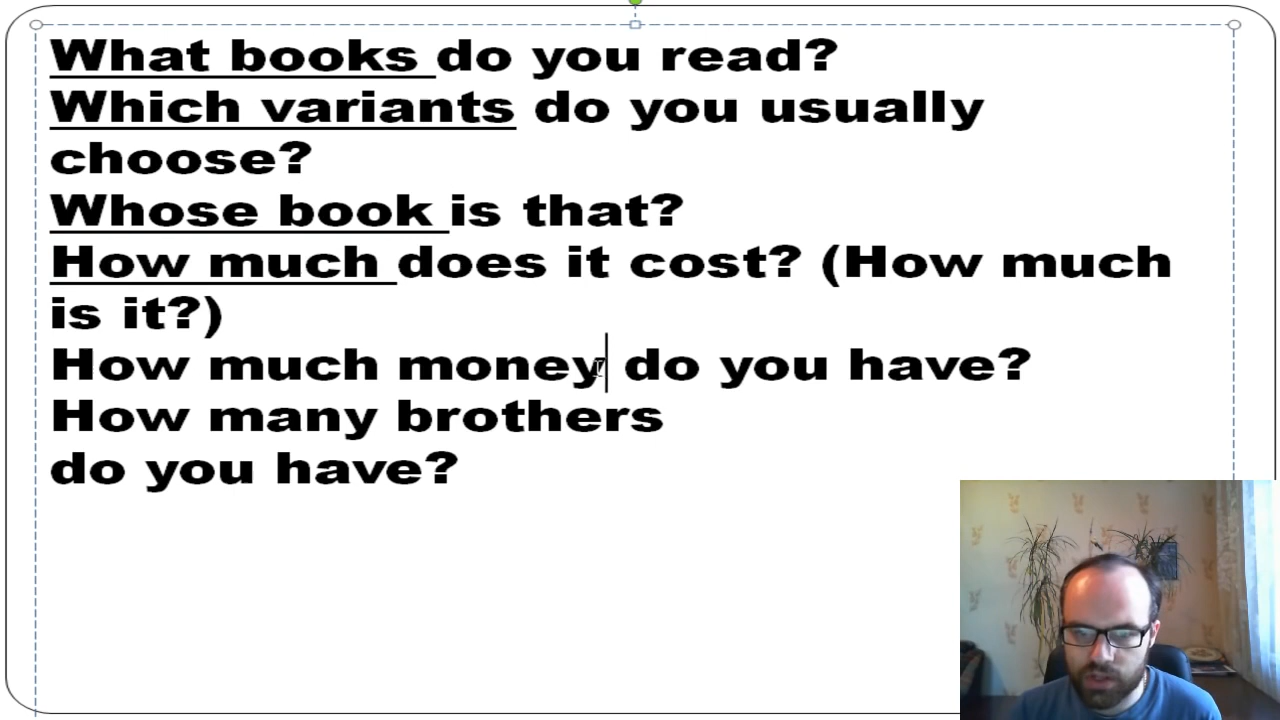 What books do you read?
Which variants do you usually
choose?
Whose book is that?
How much does it cost? (How much
is it?)
How much money do you have?
How many brothers
do you have?